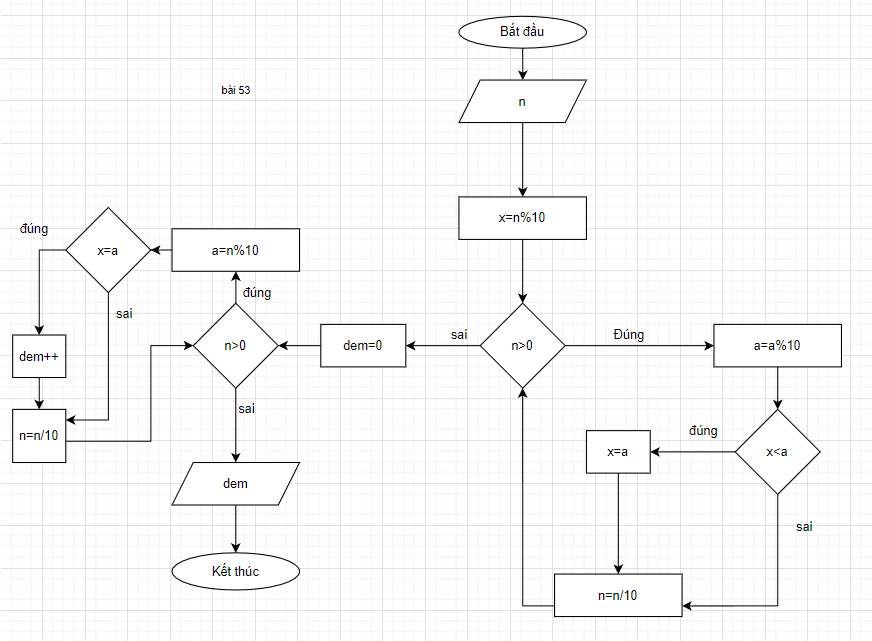 Bắt đầu
bài 53
n
x=n%10
đúng
x=a
a=n%10
đúng
sai
dem++
n>0
dem=0
sai
n>0
Đúng
a=a%10
n=n/10
sai
dem
Kết thúc
đúng
x=a
x<a
sai
n=n/10